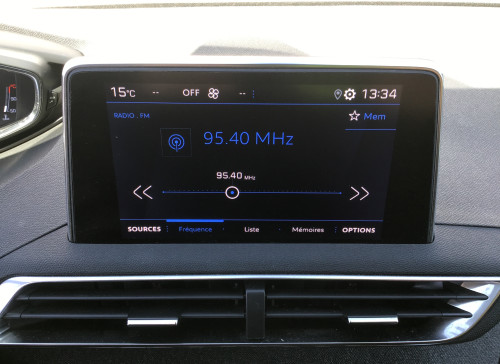 15°C -- OFF -- 13:34
RADIO . FM
Mem
95.40 MHz
95.40 MHz
SOURCES Fréquence Liste Mémoires OPTIONS